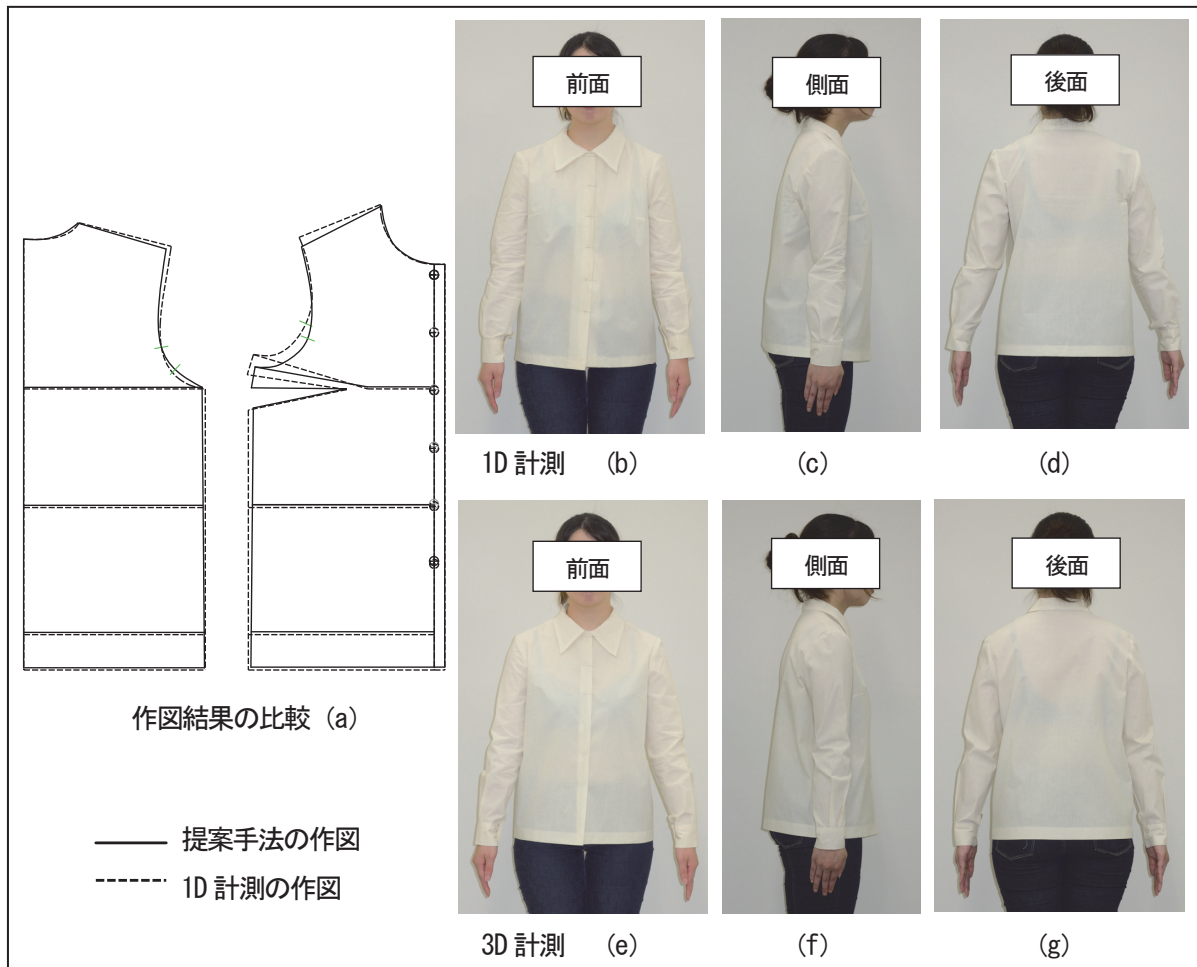 前面
側面
後面
1D 計測 (b)
(c)
(d)
前面
側面
後面
作図結果の比較 (a)
提案手法の作図
1D 計測の作図
3D 計測 (e)
(f)
(g)